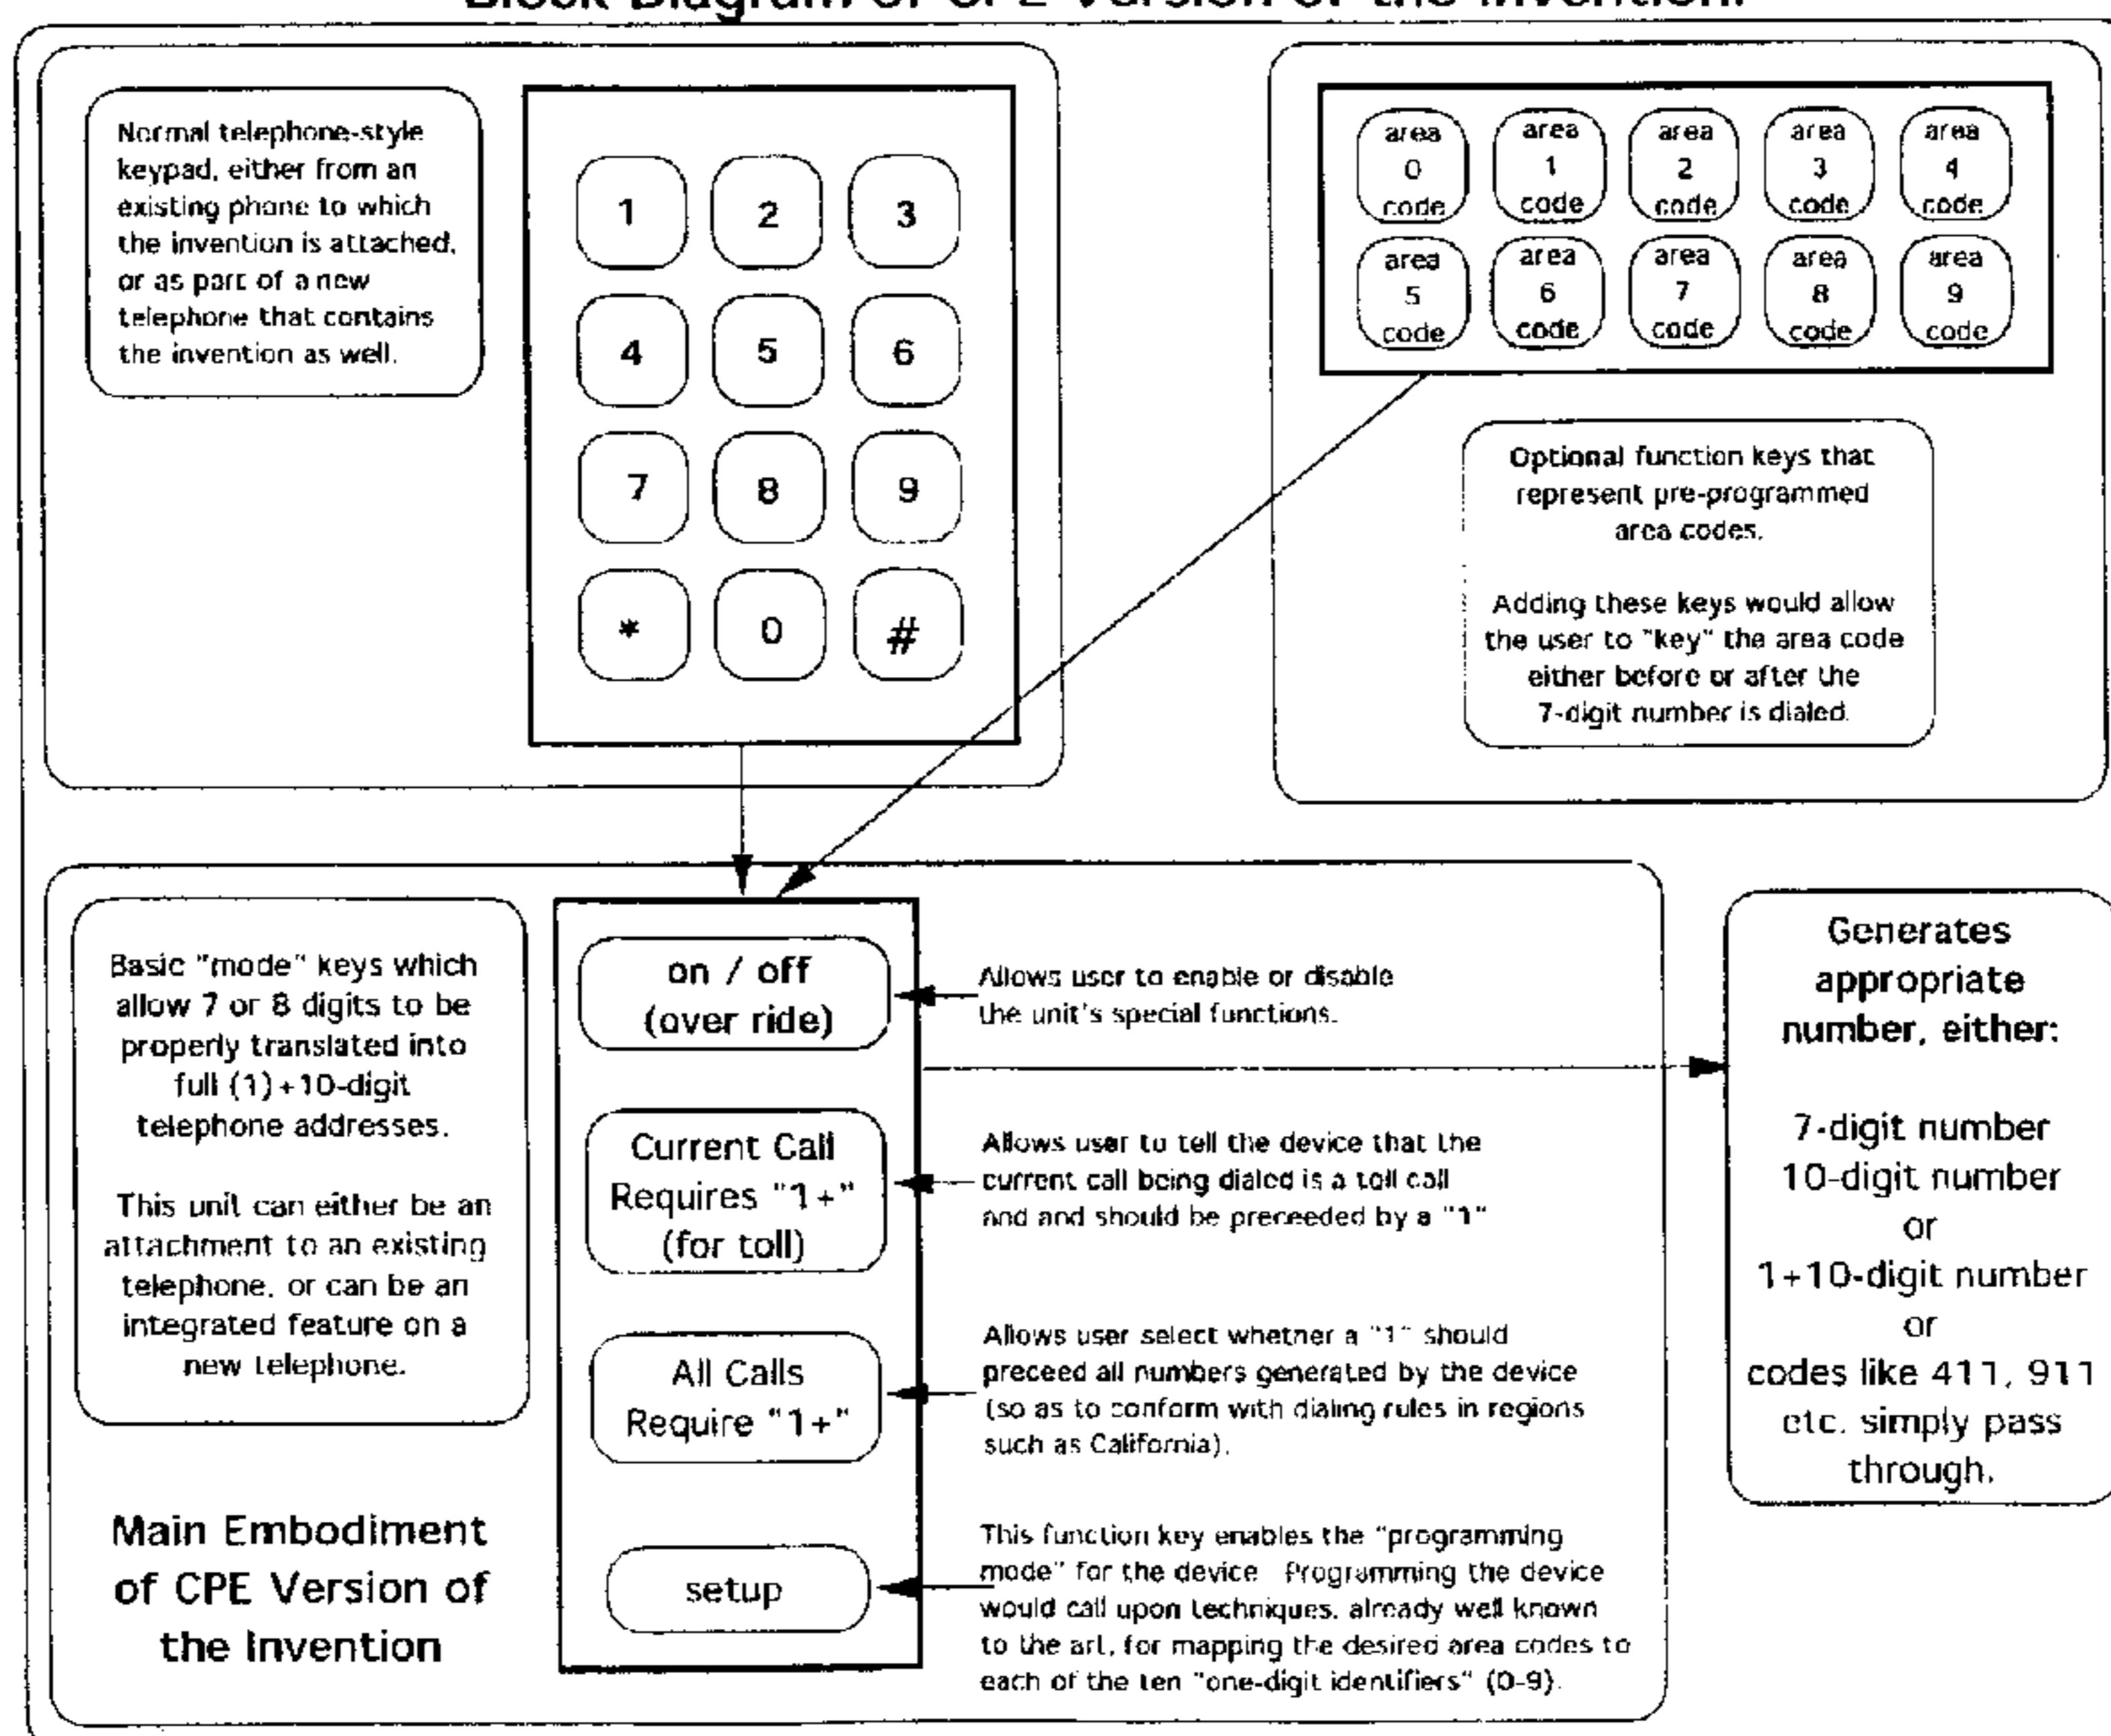 Block Diagram of CPE Version of the Invention.
Normal telephone-style
keypad, either from an
existing phone to which
the invention is attached,
or as part of a new
telephone that contains
the invention as well.
1 2 3
4 5 6
7 8 9
* 0 #
area area area area area
0 1 2 3 4
code code code code code
area area area area area
5 6 7 8 9
code code code code code
Optional function keys that
represent pre-programmed
area codes.
Adding these keys would allow
the user to "key" the area code
either before or after the
7-digit number is dialed.
Basic "mode" keys which
allow 7 or 8 digits to be
properly translated into
full (1)+10-digit
telephone addresses.
This unit can either be an
attachment to an existing
telephone, or can be an
integrated feature on a
new telephone.
Main Embodiment
of CPE Version of
the Invention
on / off
(over ride)
Current Call
Requires "1+"
(for toll)
All Calls
Require "1+"
setup
Allows user to enable or disable
the unit's special functions.
Allows user to tell the device that the
current call being dialed is a toll call
and and should be preceeded by a "1"
Allows user select whether a "1" should
preceed all numbers generated by the device
(so as to conform with dialing rules in regions
such as California).
This function key enables the "programming
mode" for the device Programming the device
would call upon techniques, already well known
to the art, for mapping the desired area codes to
each of the ten "one-digit identifiers" (0-9).
Generates
appropriate
number, either:
7-digit number
10-digit number
or
1+10-digit number
or
codes like 411, 911
etc. simply pass
through.